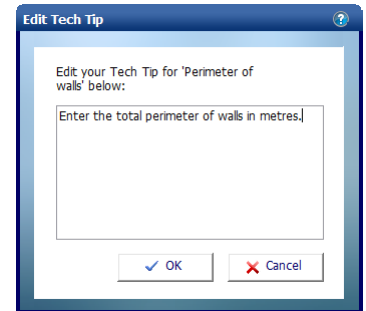 Edit Tech Tip
?
Edit your Tech Tip for 'Perimeter of
walls' below:
Enter the total perimeter of walls in metres.
OK
Cancel